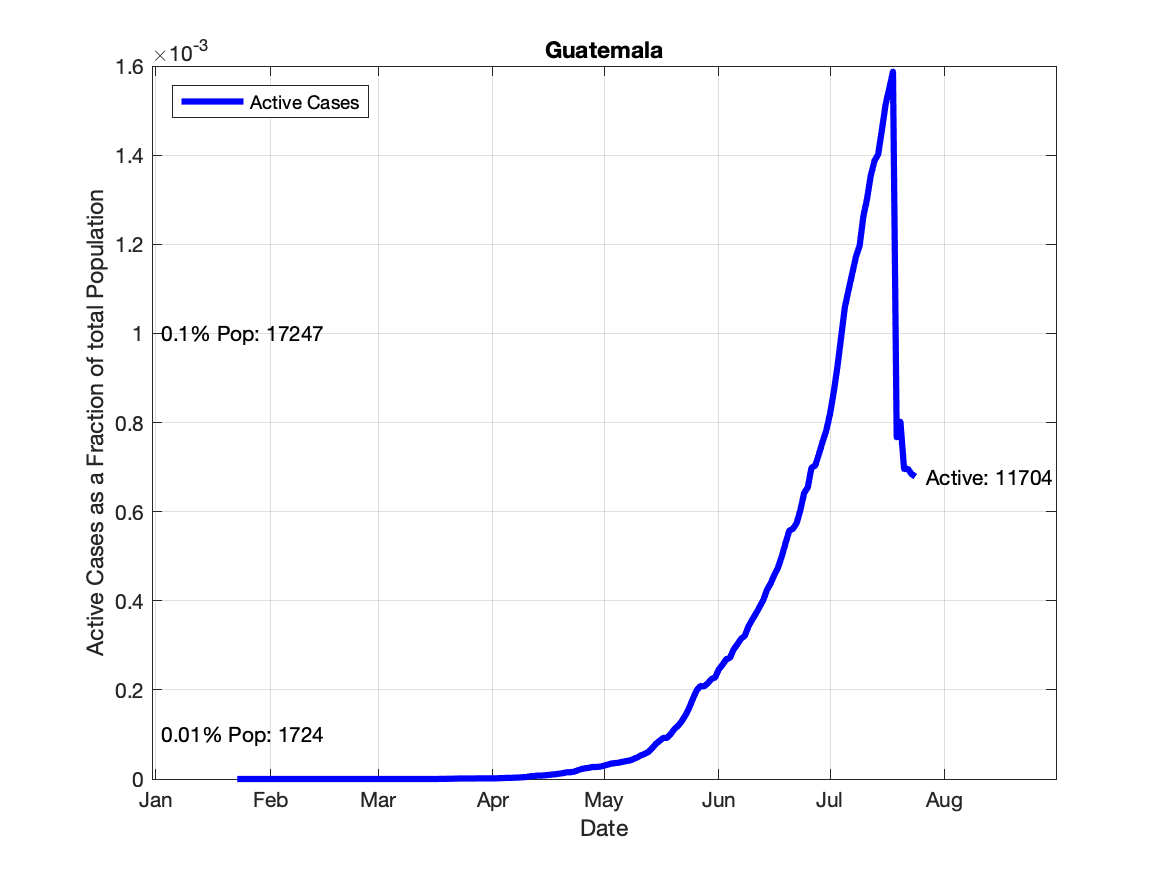 Guatemala
×10-3
Active Cases
1.6
1.4
1.2
1
0.8
0.6
0.4
0.2
0
0.1% Pop: 17247
0.01% Pop: 1724
Active: 11704
Active Cases as a Fraction of total Population
Jan Feb Mar Apr May Jun Jul Aug
Date